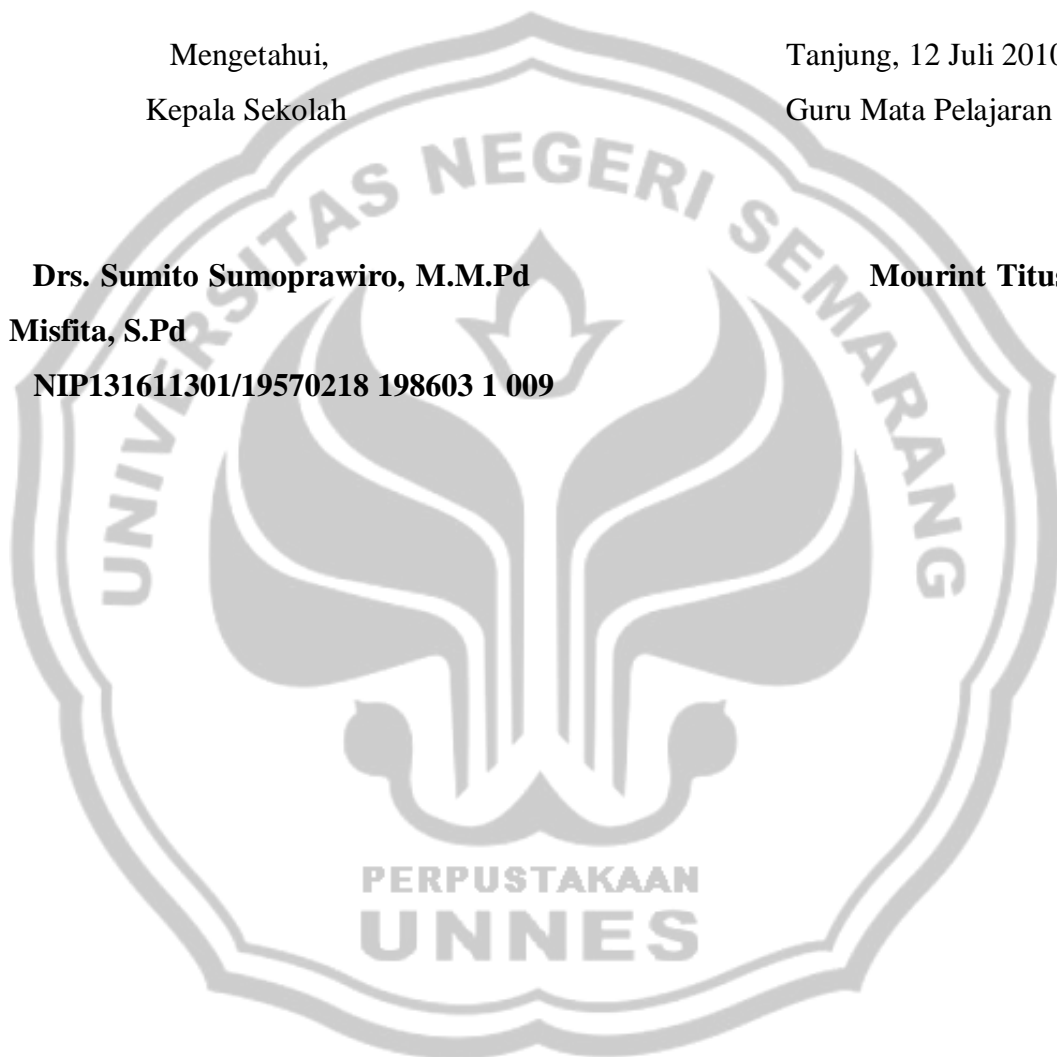 Mengetahui, Tanjung, 12 Juli 2010
Kepala Sekolah Guru Mata Pelajaran
Drs. Sumito Sumoprawiro, M.M.Pd Mourint Titus
Misfita, S.Pd
NIP131611301/19570218 198603 1 009
UNIVERSITAS NEGERI SEMARANG
PERPUSTAKAAN
UNNES